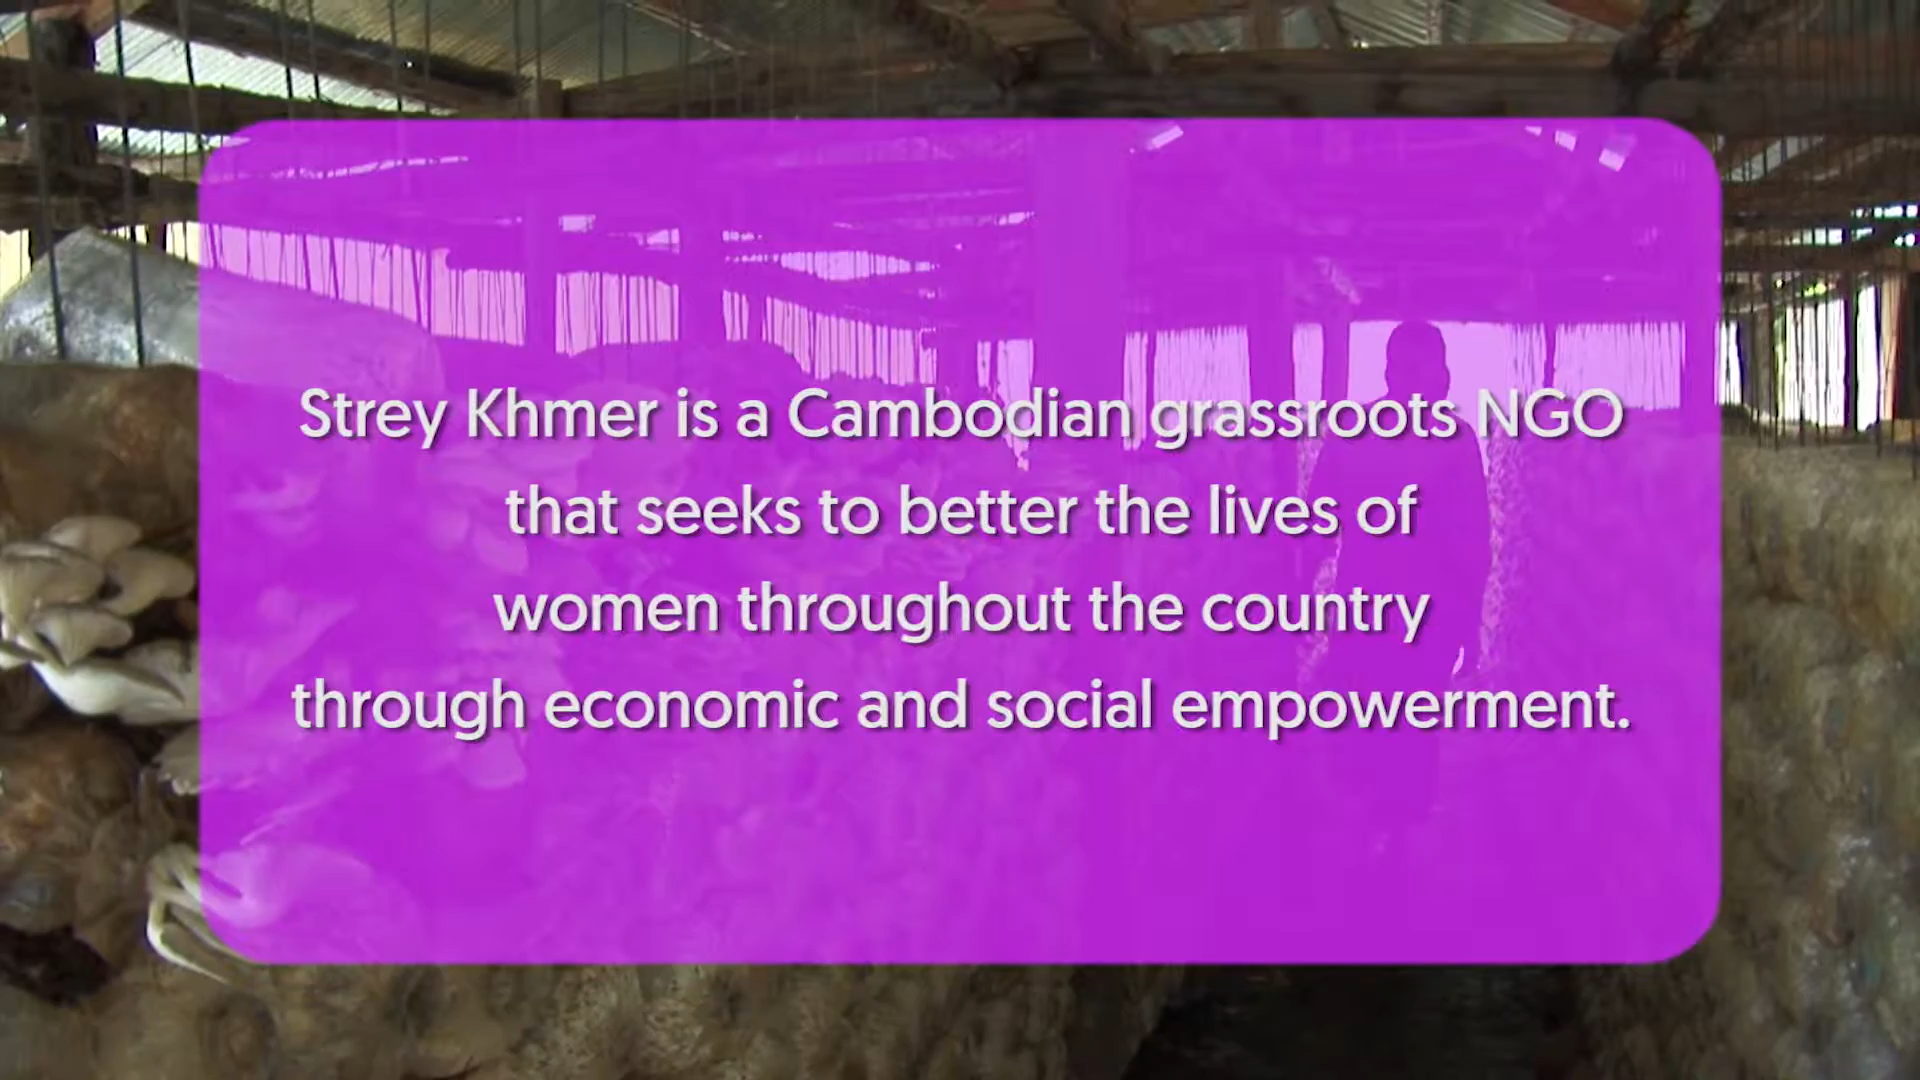 Strey Khmer is a Cambodian grassroots NGO
that seeks to better the lives of
women throughout the country
through economic and social empowerment.